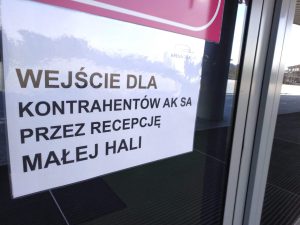 WEJŚCIE DLA
KONTRAHENTÓW AK SA
PRZEZ RECEPCJĘ
MAŁEJ HALI